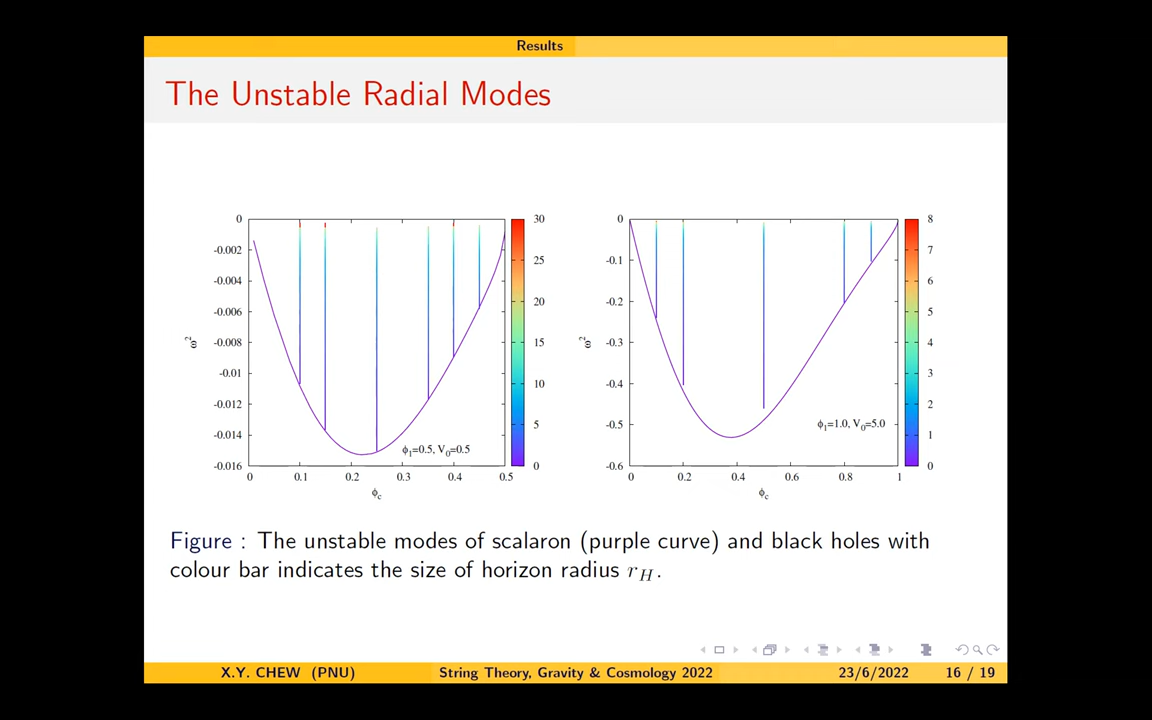 Results
The Unstable Radial Modes
0
-0.002
-0.004
-0.006
-0.008
-0.01
-0.012
-0.014
-0.016
ω²
0 0.1 0.2 0.3 0.4 0.5
ϕc
ϕ1=0.5, V0=0.5
30
25
20
15
10
5
0
0
-0.1
-0.2
-0.3
-0.4
-0.5
-0.6
ω²
0 0.2 0.4 0.6 0.8 1
ϕc
ϕ1=1.0, V0=5.0
8
7
6
5
4
3
2
1
0
Figure : The unstable modes of scalaron (purple curve) and black holes with
colour bar indicates the size of horizon radius rH.
X.Y. CHEW (PNU) String Theory, Gravity & Cosmology 2022 23/6/2022 16 / 19